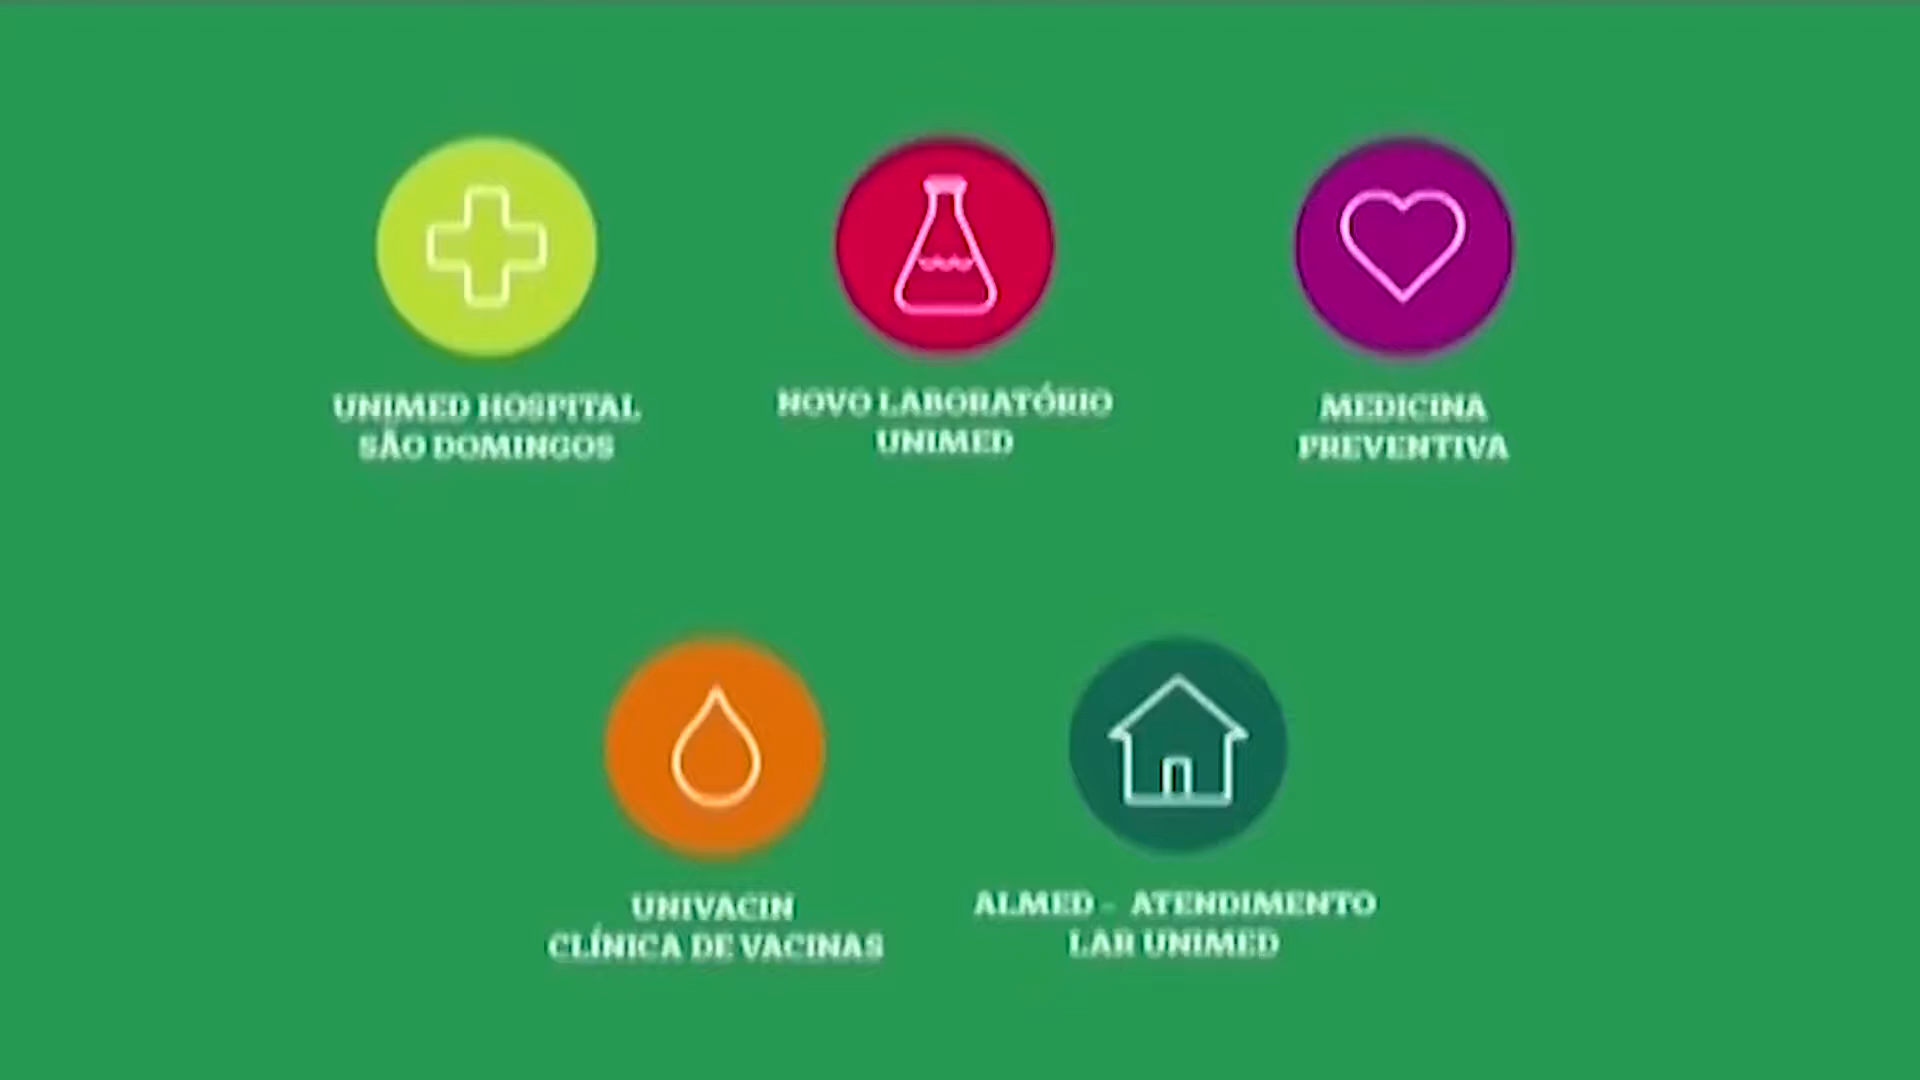 UNIMED HOSPITAL
SÃO DOMINGOS
NOVO LABORATÓRIO
UNIMED
MEDICINA
PREVENTIVA
UNIVACIN
CLÍNICA DE VACINAS
ALMED - ATENDIMENTO
LAR UNIMED